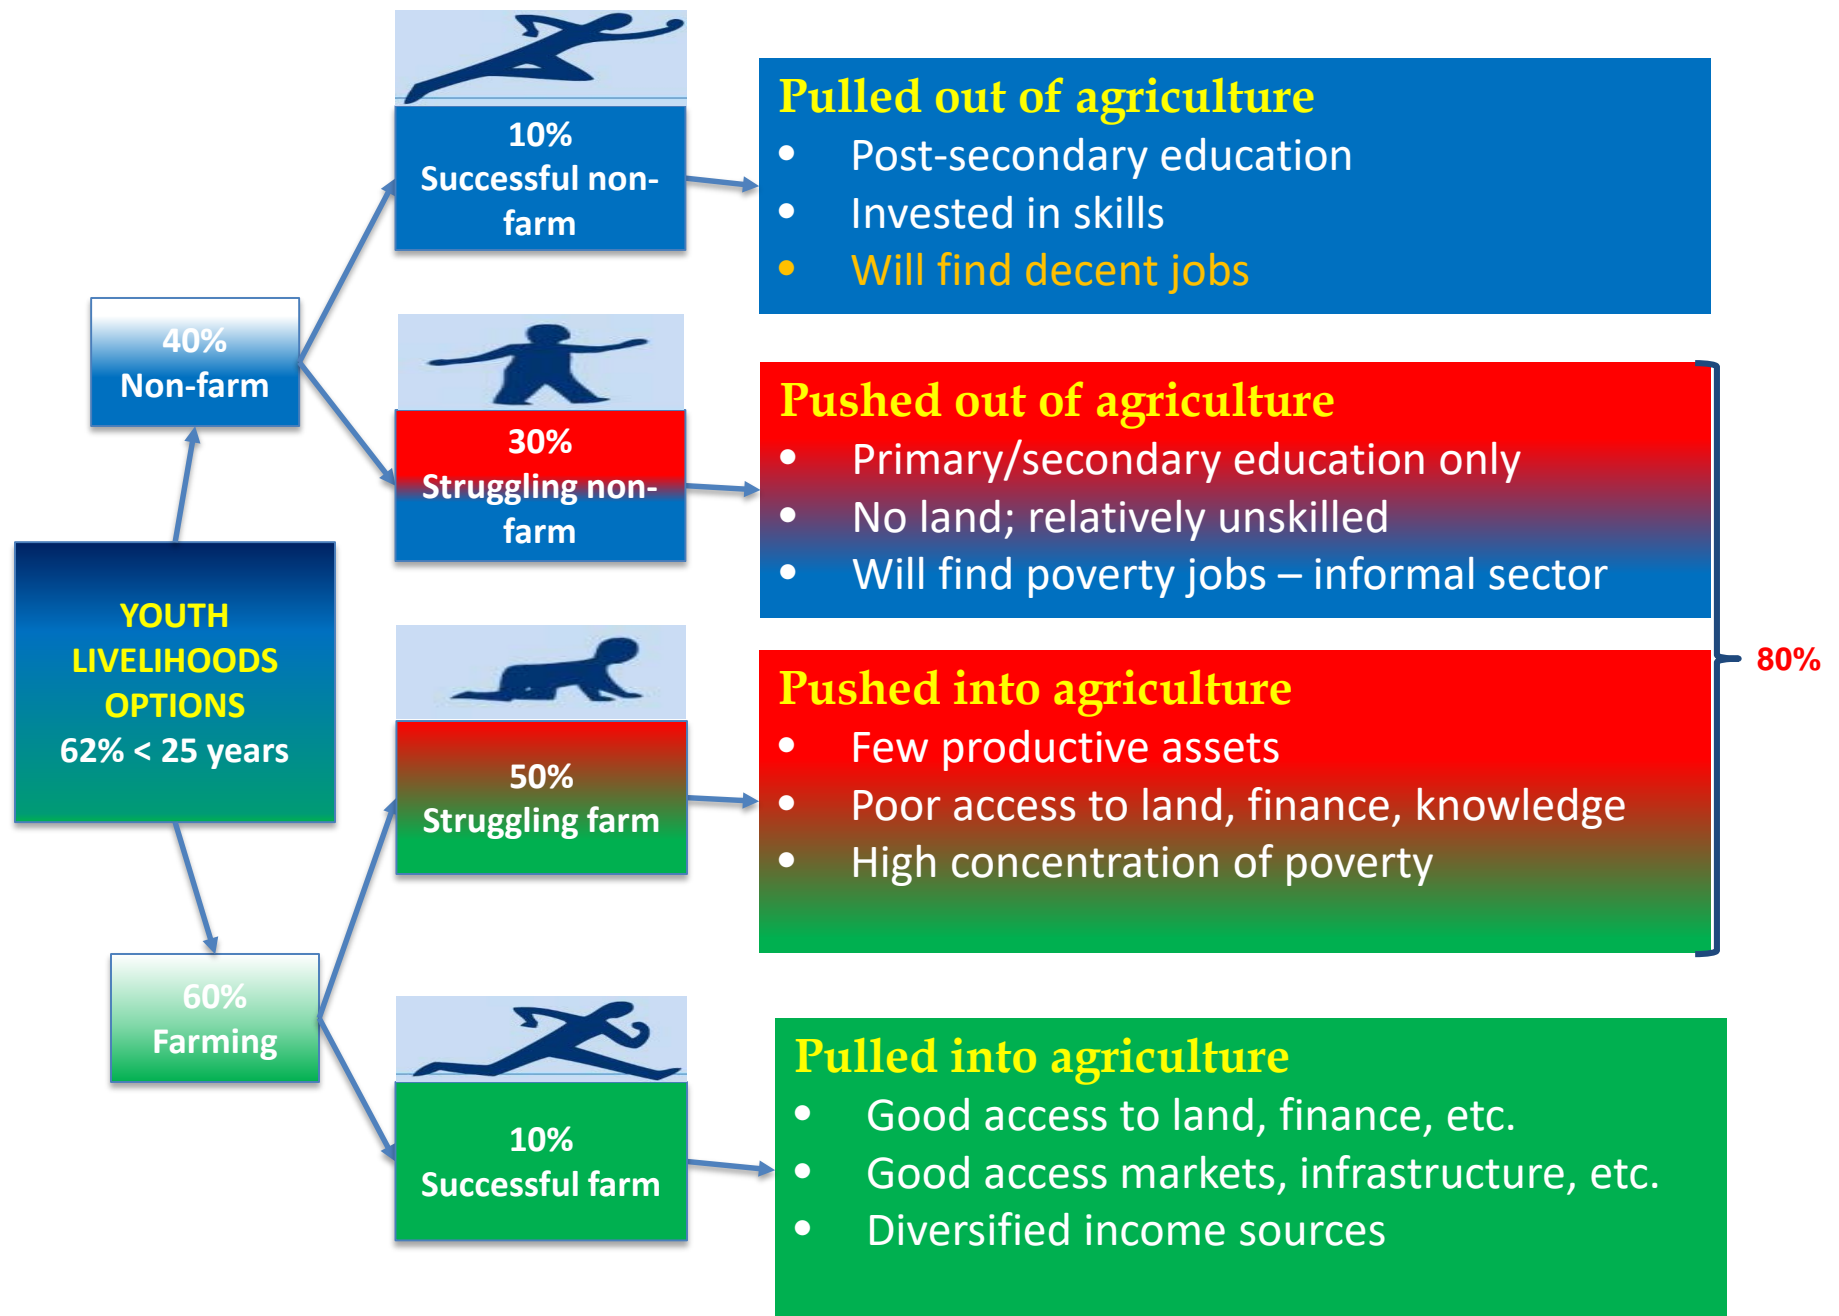 10%
Successful non-
farm
Pulled out of agriculture
• Post-secondary education
• Invested in skills
• Will find decent jobs
40%
Non-farm
30%
Struggling non-
farm
Pushed out of agriculture
• Primary/secondary education only
• No land; relatively unskilled
• Will find poverty jobs – informal sector
YOUTH
LIVELIHOODS
OPTIONS
62% < 25 years
80%
50%
Struggling farm
Pushed into agriculture
• Few productive assets
• Poor access to land, finance, knowledge
• High concentration of poverty
60%
Farming
10%
Successful farm
Pulled into agriculture
• Good access to land, finance, etc.
• Good access markets, infrastructure, etc.
• Diversified income sources